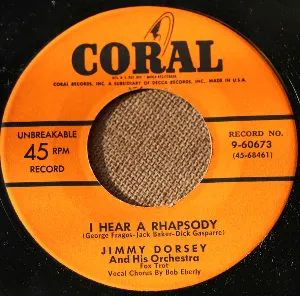 CORAL
CORAL RECORDS, INC. A SUBSIDIARY OF DECCA RECORDS, INC. MADE IN U.S.A.
UNBREAKABLE
45 RPM
RECORD
RECORD NO.
9-60673
(45-68461)
I HEAR A RHAPSODY
(George Fragos-Jack Baker-Dick Gasparre)
JIMMY DORSEY
And His Orchestra
Fox Trot
Vocal Chorus By Bob Eberly